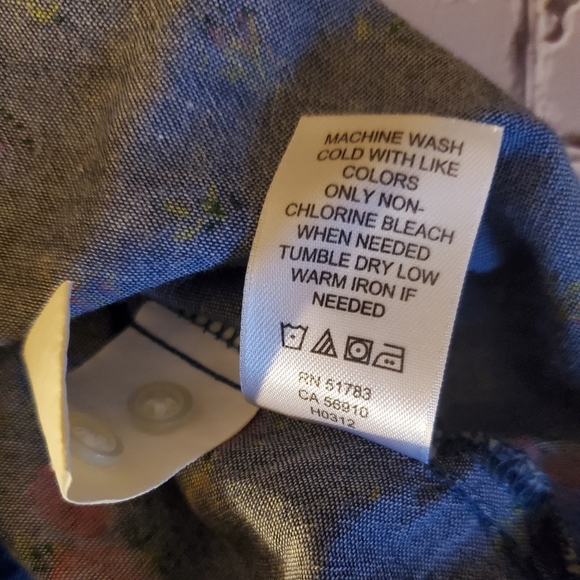 MACHINE WASH
COLD WITH LIKE
COLORS
ONLY NON-
CHLORINE BLEACH
WHEN NEEDED
TUMBLE DRY LOW
WARM IRON IF
NEEDED
RN 51783
CA 56910
H0312